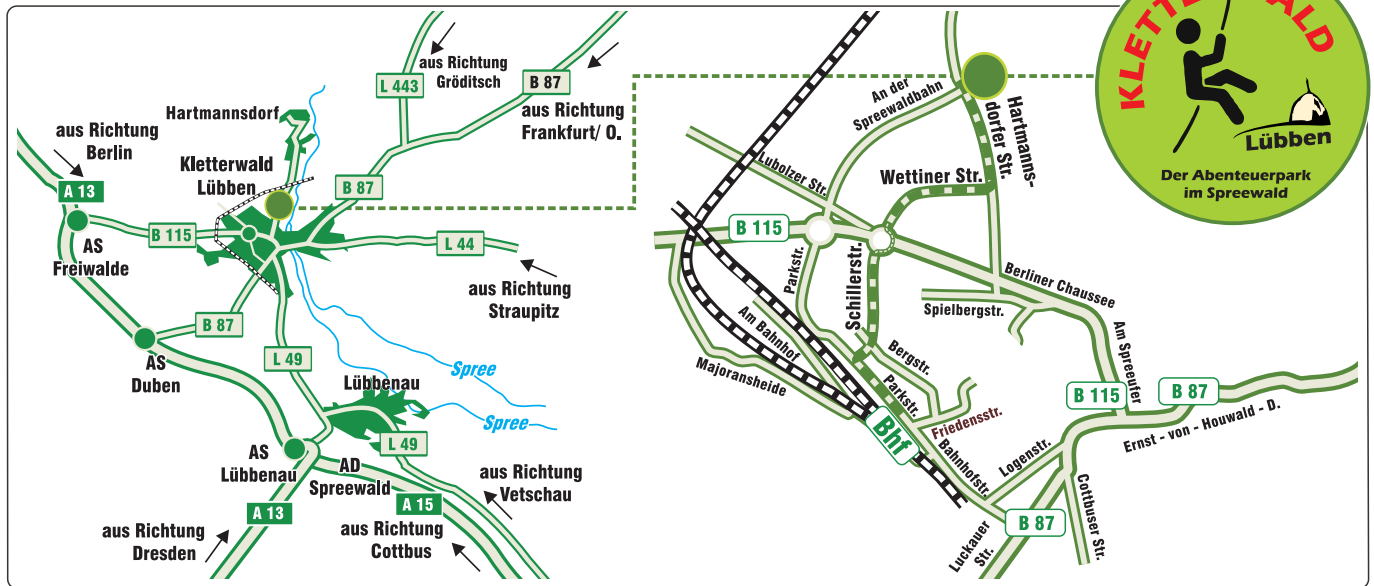 aus Richtung
Gröditsch
L 443
B 87
aus Richtung
Frankfurt/ O.
Hartmannsdorf
aus Richtung
Berlin
Kletterwald
Lübben
A 13
B 87
B 115
L 44
AS
Freiwalde
aus Richtung
Straupitz
B 87
L 49
AS
Duben
Spree
Lübbenau
Spree
L 49
AS
Lübbenau
AD
Spreewald
aus Richtung
Vetschau
A 15
A 13
aus Richtung
Dresden
aus Richtung
Cottbus
An der
Spreewaldbahn
Hartmanns-
dorfer Str.
Lubolzer Str.
Wettiner Str.
B 115
Parkstr.
Schillerstr.
Berliner Chaussee
Spielbergstr.
Am Bahnhof
Bergstr.
Am Spreeufer
Majoransheide
Parkstr.
B 115
B 87
Friedensstr.
Ernst - von - Houwald - D.
Bhf
Bahnhofstr.
Logenstr.
Cottbuser Str.
B 87
Luckauer
Str.
Lübben
Der Abenteuerpark
im Spreewald